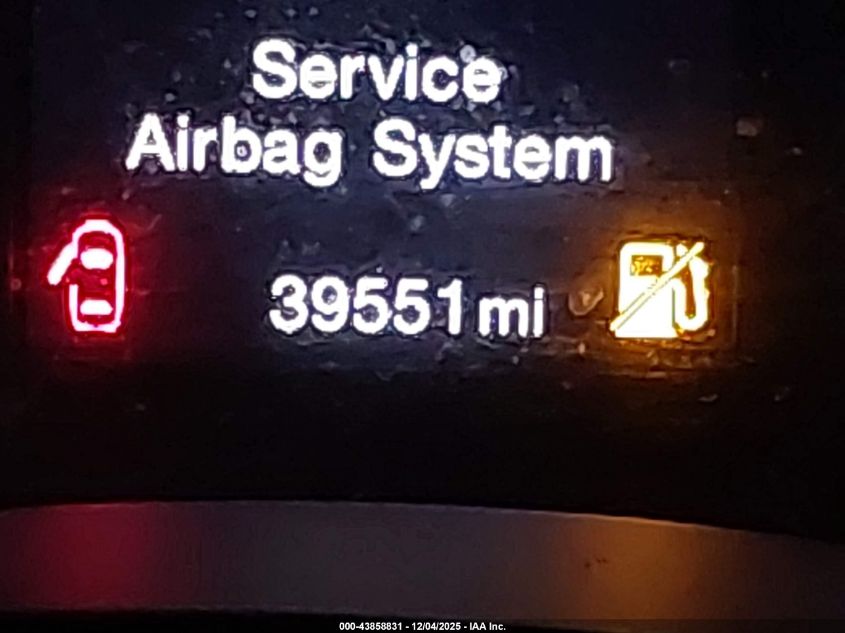 Service
Airbag System
39551 mi
000-43858831 - 12/04/2025 - IAA Inc.